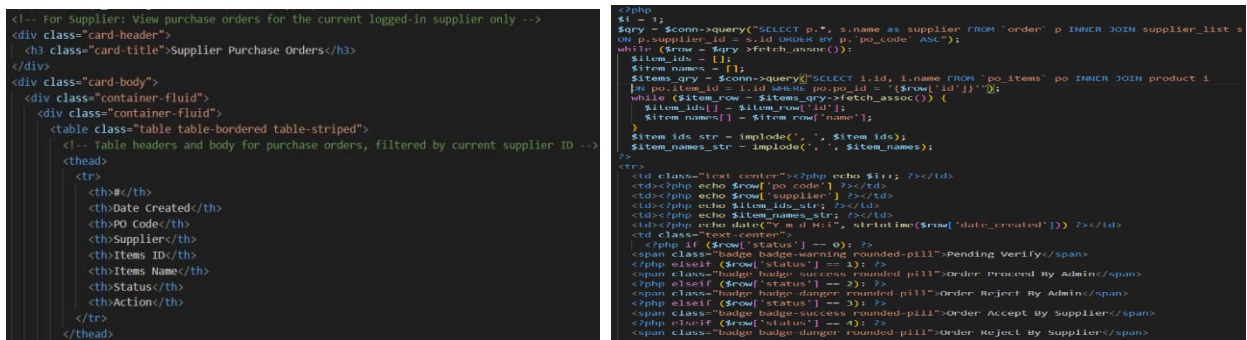 <!-- For Supplier: View purchase orders for the current logged-in supplier only -->
<div class="card-header">
<h3 class="card-title">Supplier Purchase Orders</h3>
</div>
<div class="card-body">
<div class="container-fluid">
<div class="container-fluid">
<table class="table table-bordered table-striped">
<!-- Table headers and body for purchase orders, filtered by current supplier ID -->
<thead>
<tr>
<th>#</th>
<th>Date Created</th>
<th>PO Code</th>
<th>Supplier</th>
<th>Items ID</th>
<th>Items Name</th>
<th>Status</th>
<th>Action</th>
</tr>
</thead>
<?php
$i = 1;
$qry = $conn->query("SELECT p.*, s.name as supplier FROM `order` p INNER JOIN supplier_list s
ON p.supplier_id = s.id ORDER BY p.`po_code` ASC");
while ($row = $qry->fetch_assoc()):
$item_ids = [];
$item_names = [];
$items_qry = $conn->query("SELECT i.id, i.name FROM `po_items` po INNER JOIN product i
ON po.item_id = i.id WHERE po.po_id = '{$row['id']}'");
while ($item_row = $items_qry->fetch_assoc()) {
$item_ids[] = $item_row['id'];
$item_names[] = $item_row['name'];
}
$item_ids_str = implode(', ', $item_ids);
$item_names_str = implode(', ', $item_names);
?>
<tr>
<td class="text-center"><?php echo $i++; ?></td>
<td><?php echo $row['po_code'] ?></td>
<td><?php echo $row['supplier'] ?></td>
<td><?php echo $item_ids_str; ?></td>
<td><?php echo $item_names_str; ?></td>
<td><?php echo date("Y-m-d H:i", strtotime($row['date_created'])) ?></td>
<td class="text-center">
<?php if ($row['status'] == 0): ?>
<span class="badge badge-warning rounded-pill">Pending Verify</span>
<?php elseif ($row['status'] == 1): ?>
<span class="badge badge-success rounded-pill">Order Proceed By Admin</span>
<?php elseif ($row['status'] == 2): ?>
<span class="badge badge-danger rounded-pill">Order Reject By Admin</span>
<?php elseif ($row['status'] == 3): ?>
<span class="badge badge-success rounded-pill">Order Accept By Supplier</span>
<?php elseif ($row['status'] == 4): ?>
<span class="badge badge-danger rounded-pill">Order Reject By Supplier</span>